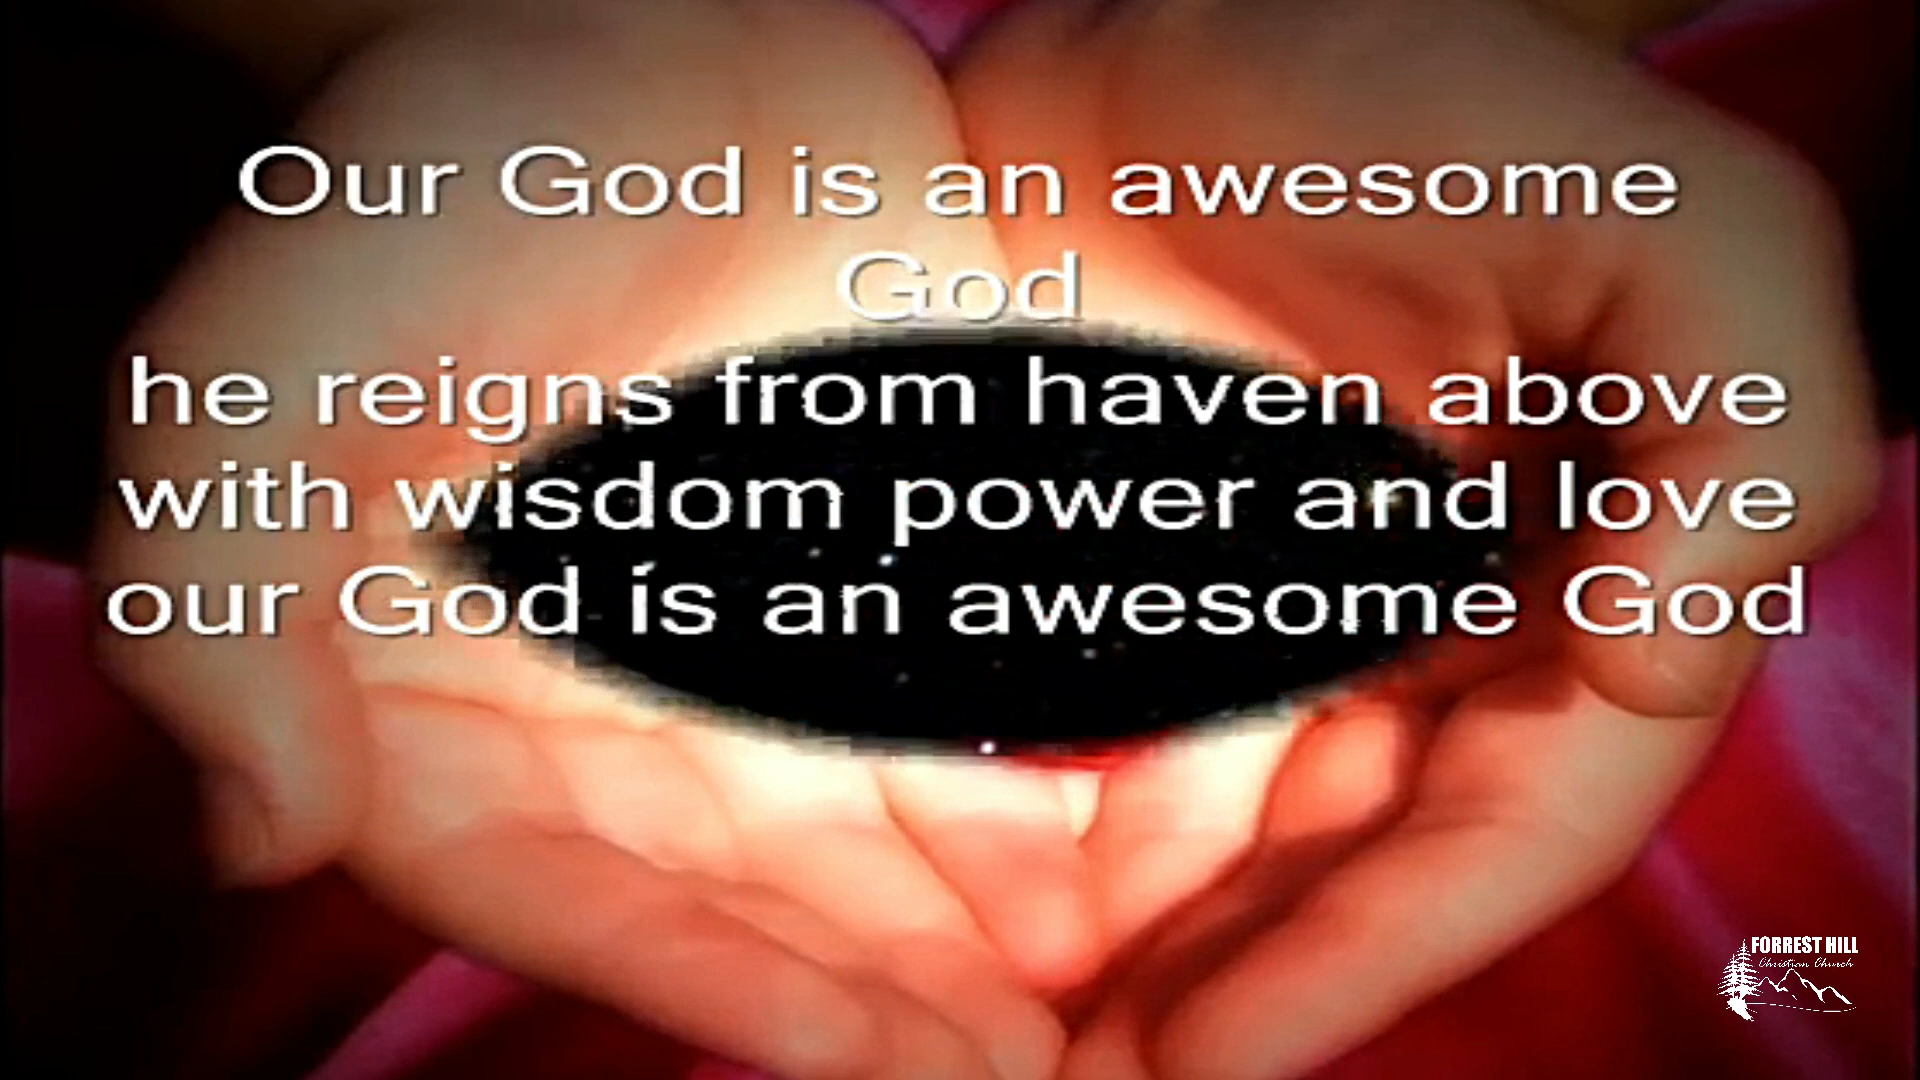 Our God is an awesome
God
he reigns from haven above
with wisdom power and love
our God is an awesome God
FORREST HILL
Christian Church